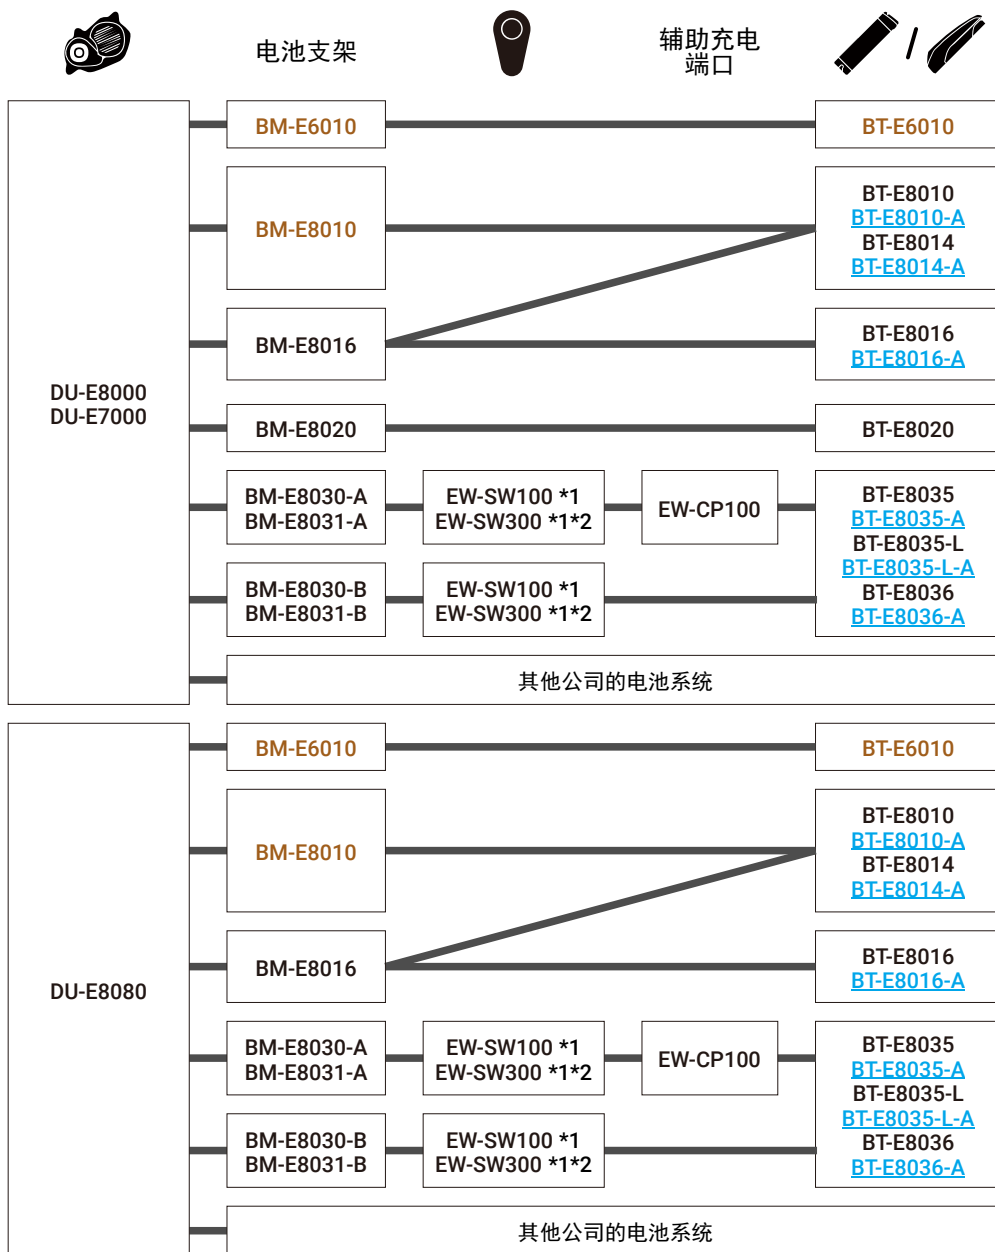 电池支架
辅助充电
端口
/
DU-E8000
DU-E7000
BM-E6010
BT-E6010
BM-E8010
BT-E8010
BT-E8010-A
BT-E8014
BT-E8014-A
BM-E8016
BT-E8016
BT-E8016-A
BM-E8020
BT-E8020
BM-E8030-A
BM-E8031-A
EW-SW100 *1
EW-SW300 *1*2
EW-CP100
BT-E8035
BT-E8035-A
BT-E8035-L
BT-E8035-L-A
BT-E8036
BT-E8036-A
BM-E8030-B
BM-E8031-B
EW-SW100 *1
EW-SW300 *1*2
其他公司的电池系统
DU-E8080
BM-E6010
BT-E6010
BM-E8010
BT-E8010
BT-E8010-A
BT-E8014
BT-E8014-A
BM-E8016
BT-E8016
BT-E8016-A
BM-E8030-A
BM-E8031-A
EW-SW100 *1
EW-SW300 *1*2
EW-CP100
BT-E8035
BT-E8035-A
BT-E8035-L
BT-E8035-L-A
BT-E8036
BT-E8036-A
BM-E8030-B
BM-E8031-B
EW-SW100 *1
EW-SW300 *1*2
其他公司的电池系统